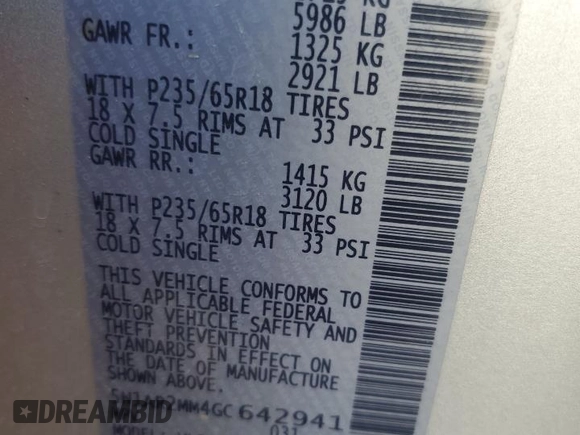 5986 LB
GAWR FR.: 1325 KG
2921 LB
WITH P235/65R18 TIRES
18 X 7.5 RIMS AT 33 PSI
COLD SINGLE
GAWR RR.: 1415 KG
3120 LB
WITH P235/65R18 TIRES
18 X 7.5 RIMS AT 33 PSI
COLD SINGLE
THIS VEHICLE CONFORMS TO
ALL APPLICABLE FEDERAL
MOTOR VEHICLE SAFETY AND
THEFT PREVENTION
STANDARDS IN EFFECT ON
THE DATE OF MANUFACTURE
SHOWN ABOVE.
642941
031
DREAMBID